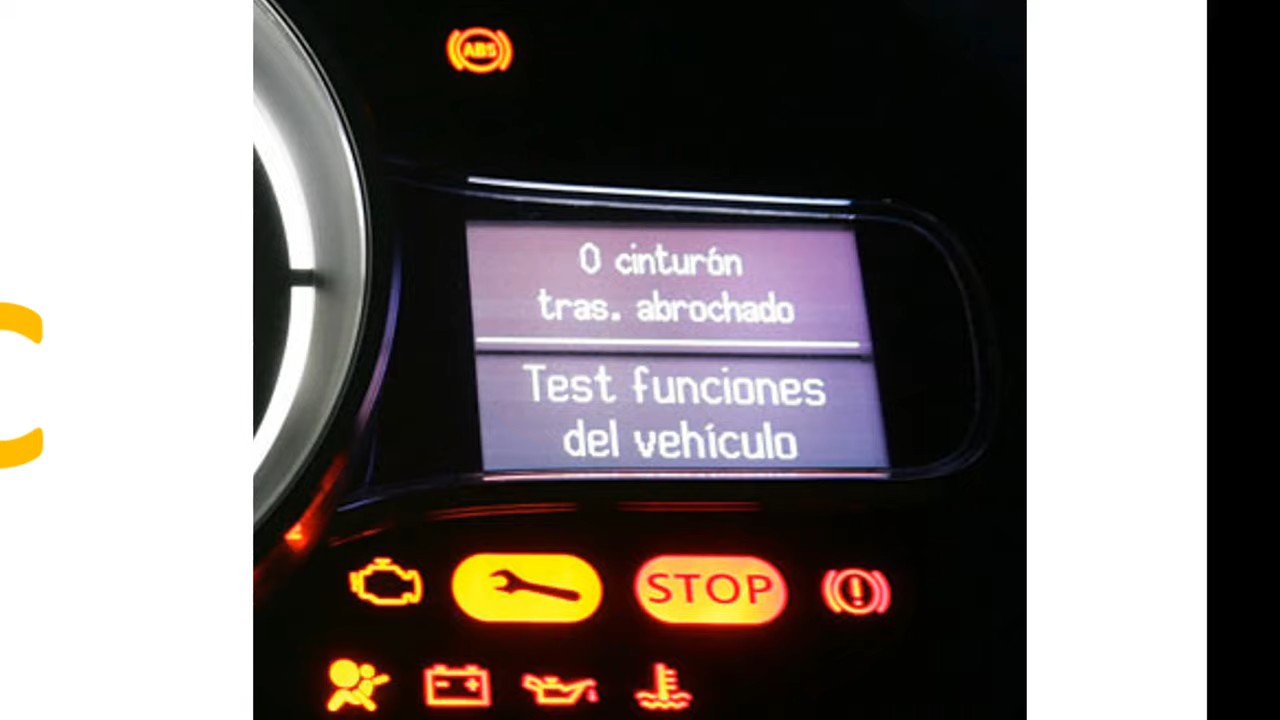 ABS
0 cinturón
tras. abrochado
Test funciones
del vehículo
STOP